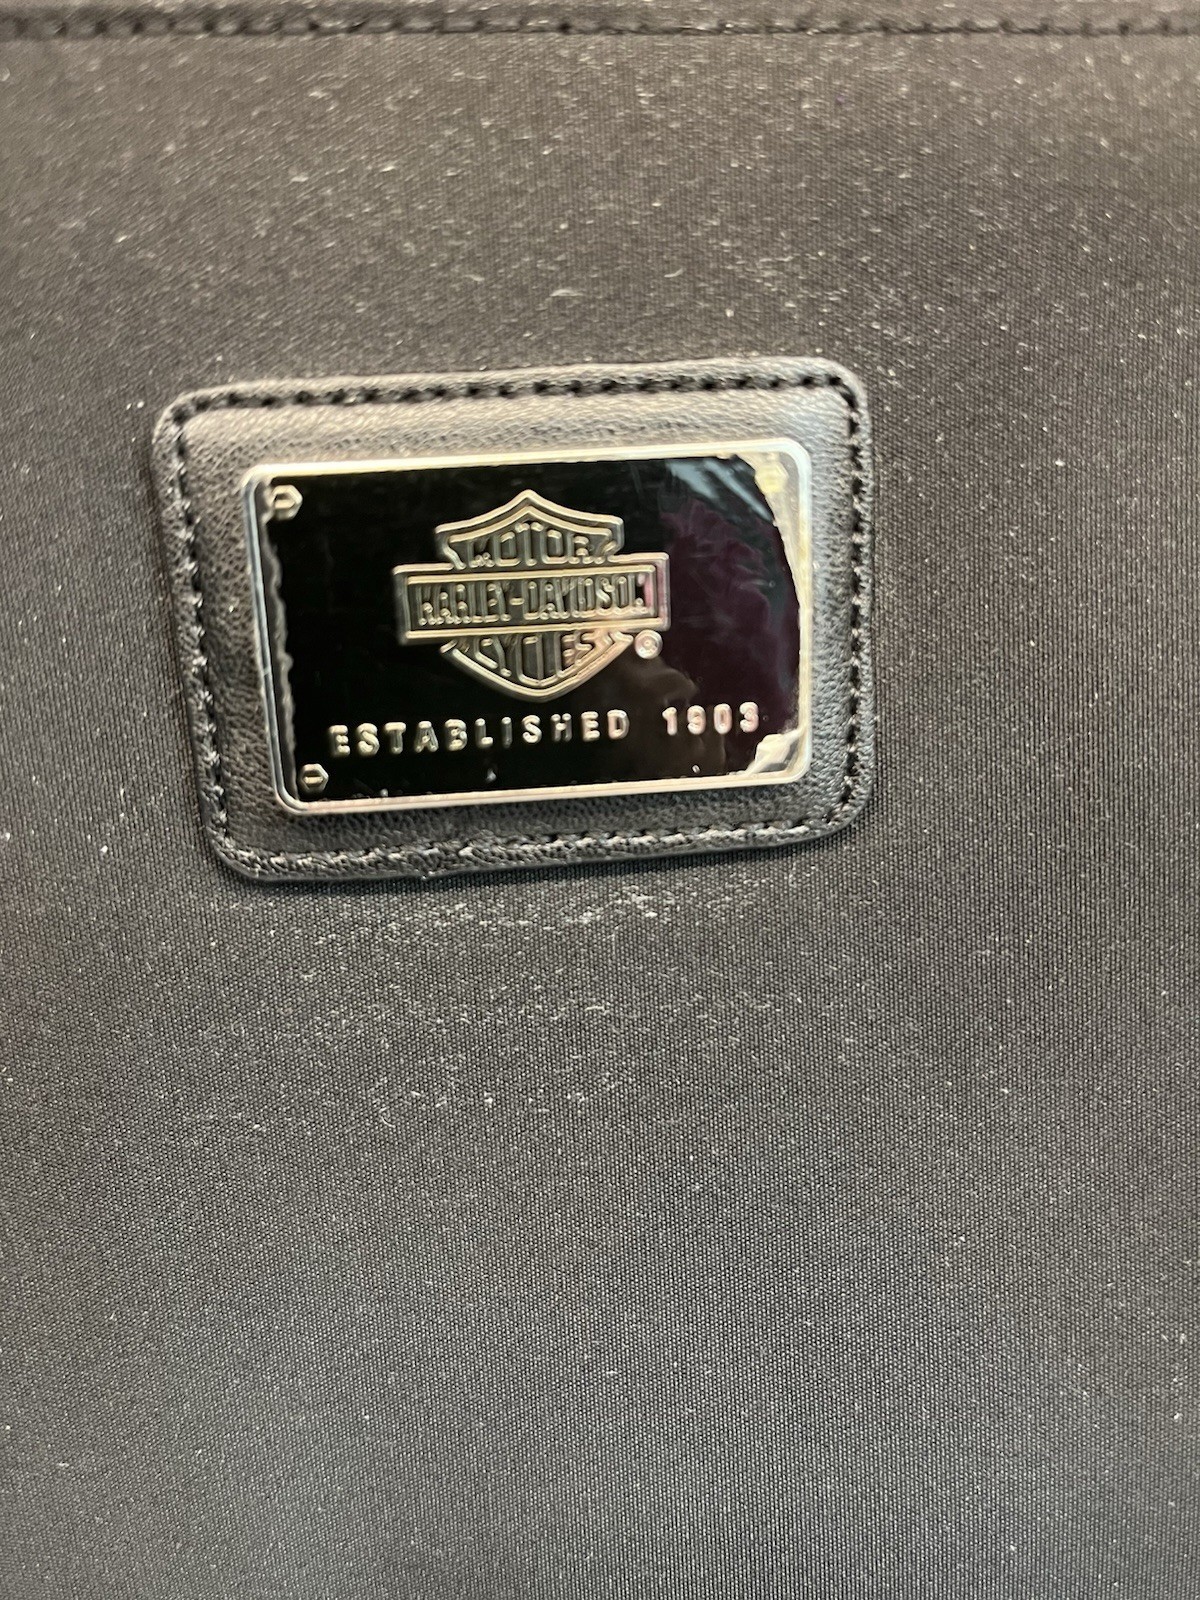 MOTOR
HARLEY-DAVIDSON
CYCLES
®
ESTABLISHED 1903